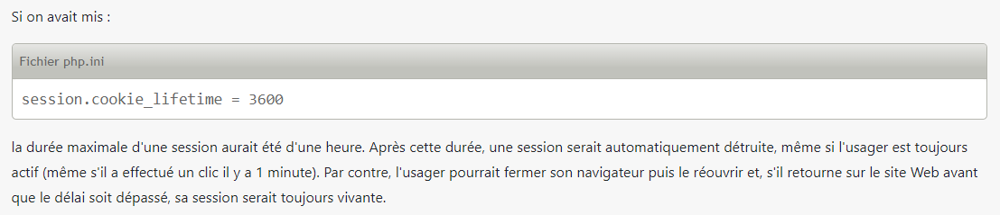 Si on avait mis :
Fichier php.ini
session.cookie_lifetime = 3600
la durée maximale d'une session aurait été d'une heure. Après cette durée, une session serait automatiquement détruite, même si l'usager est toujours
actif (même s'il a effectué un clic il y a 1 minute). Par contre, l'usager pourrait fermer son navigateur puis le réouvrir et, s'il retourne sur le site Web avant
que le délai soit dépassé, sa session serait toujours vivante.